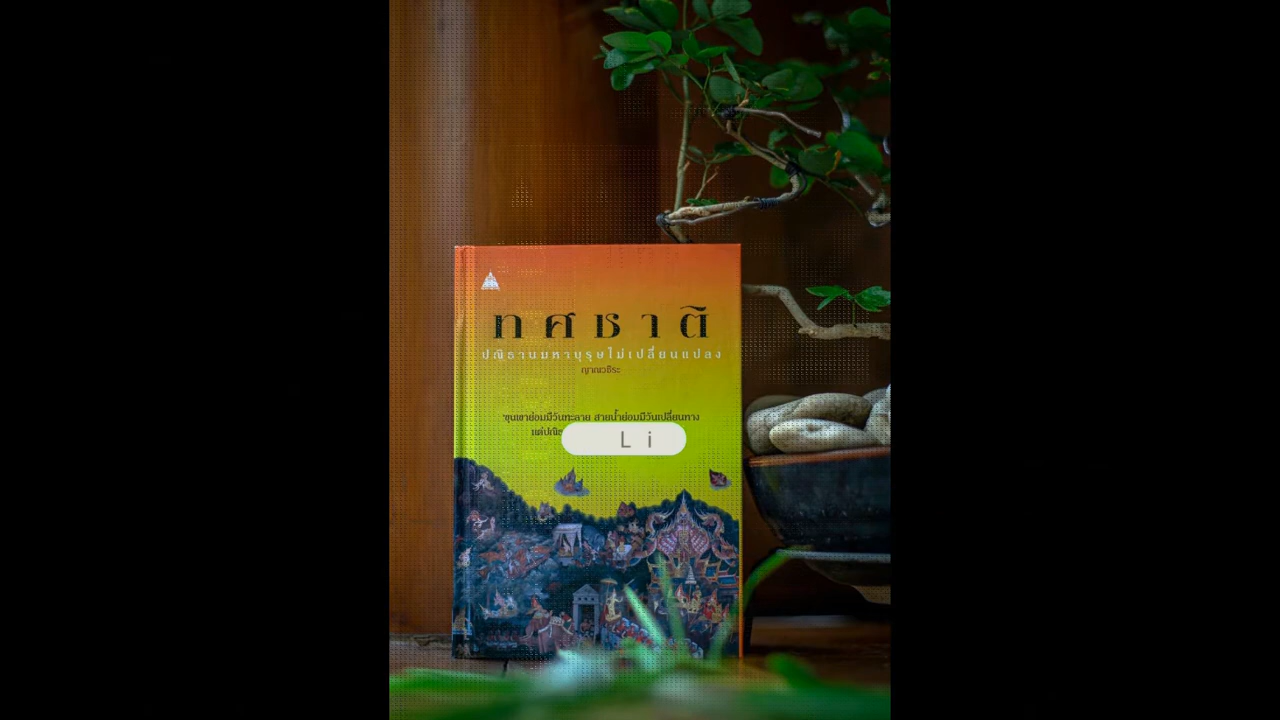 ทศชาติ
ปณิธานมหาบุรุษไม่เปลี่ยนแปลง
ญาณวชิระ
"ขุนเขาย่อมมีวันทะลาย สายน้ำย่อมมีวันเปลี่ยนทาง
Li